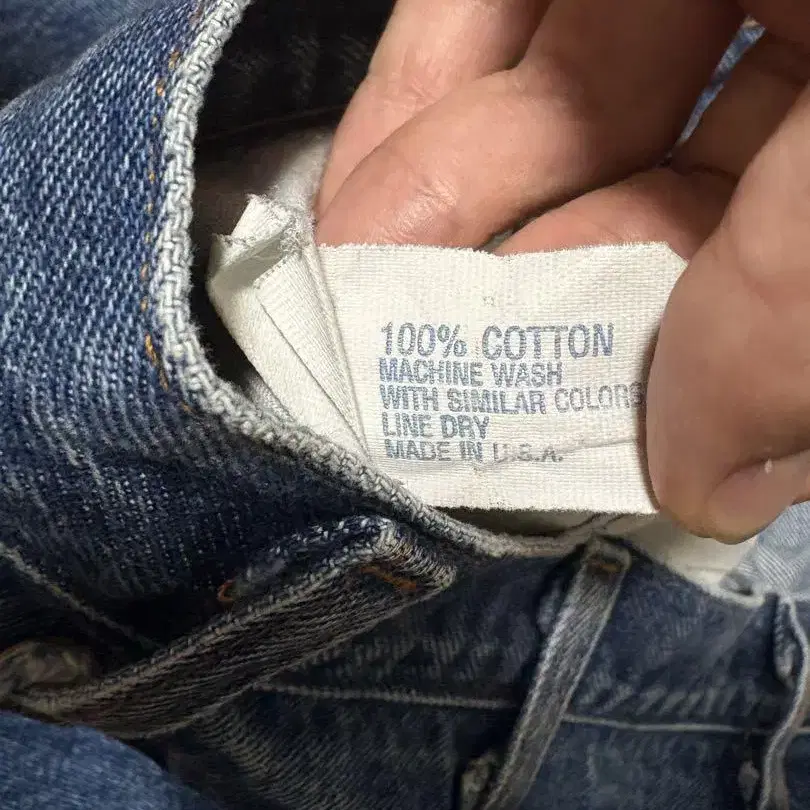 100% COTTON
MACHINE WASH
WITH SIMILAR COLORS
LINE DRY
MADE IN U.S.A.